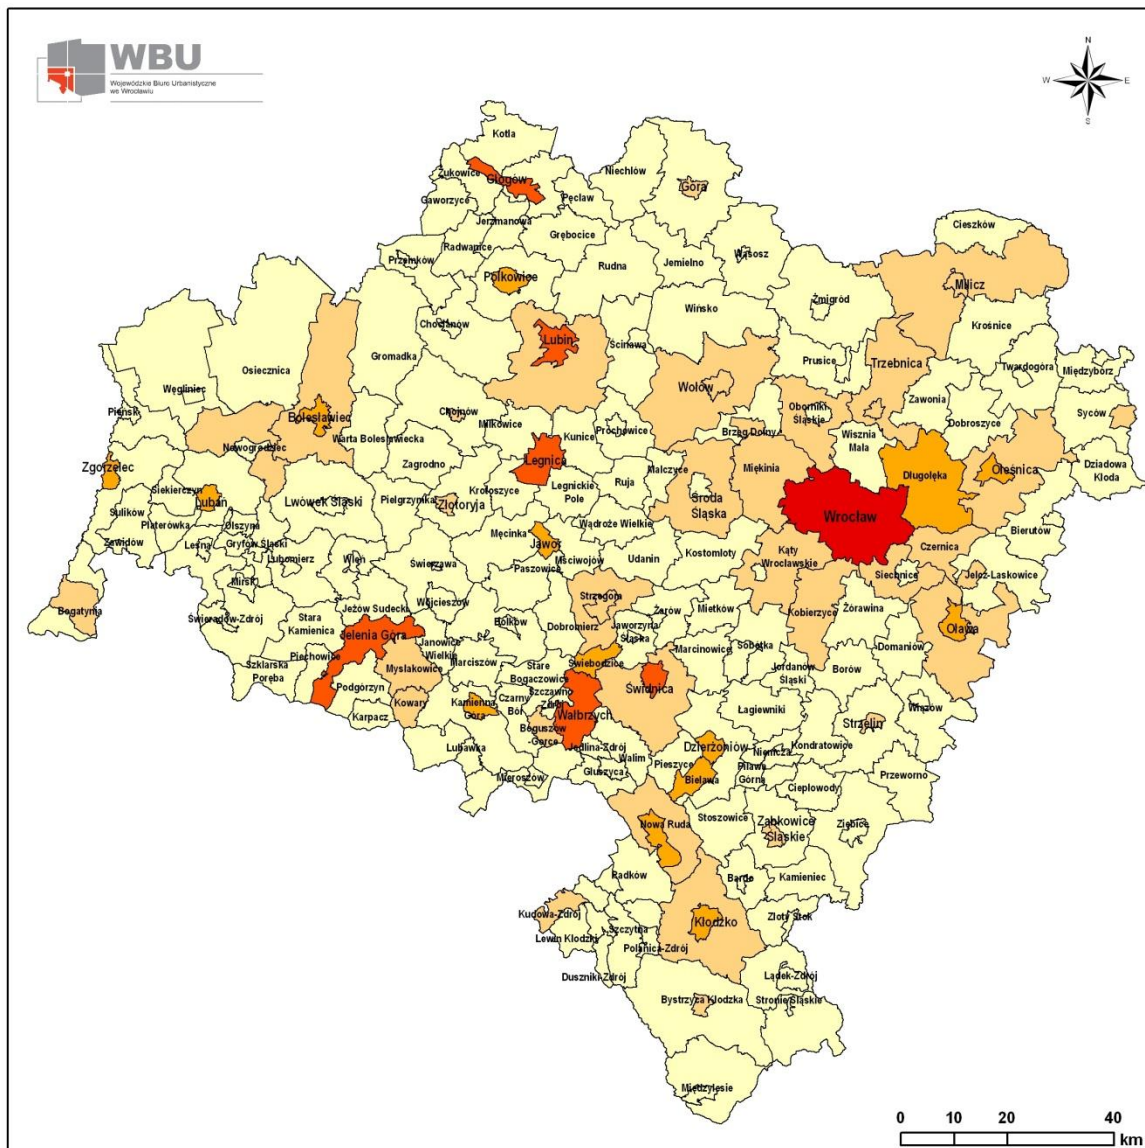 WBU
Wojewódzkie Biuro Urbanistyczne
we Wrocławiu
N
W
E
S
Kotla
Żukowice
Głogów
Niechlów
Góra
Gaworzyce
Pęcław
Jerzmanowa
Cieszków
Radwanice
Grębocice
Przemków
Rudna
Jemielno
Wąsosz
Polkowice
Milicz
Żmigród
Wińsko
Chocianów
Krośnice
Lubin
Ścinawa
Gromadka
Prusice
Trzebnica
Osiecznica
Twardogóra
Międzybórz
Węgliniec
Wołów
Zawonia
Pieńsk
Bolesławiec
Chojnów
Oborniki
Śląskie
Syców
Miłkowice
Prochowice
Brzeg Dolny
Dobroszyce
Nowogrodziec
Warta Bolesławiecka
Kunice
Wisznia
Mała
Zgorzelec
Zagrodno
Legnica
Malczyce
Miękinia
Długołęka
Oleśnica
Dziadowa
Kłoda
Siekierczyn
Lubań
Lwówek Śląski
Pielgrzymka
Złotoryja
Krotoszyce
Legnickie
Pole
Ruja
Środa
Śląska
Sulików
Platerówka
Olszyna
Wrocław
Wądroże Wielkie
Bierutów
Zawidów
Leśna
Gryfów Śląski
Lubomierz
Męcinka
Jawor
Mściwojów
Udanin
Kostomłoty
Czernica
Wleń
Świerzawa
Paszowice
Kąty
Wrocławskie
Siechnice
Jelcz-Laskowice
Mirsk
Bogatynia
Wojcieszów
Strzegom
Żarów
Mietków
Kobierzyce
Żórawina
Świeradów-Zdrój
Jeżów Sudecki
Bolków
Dobromierz
Jaworzyna
Śląska
Oława
Stara
Kamienica
Jelenia Góra
Janowice
Wielkie
Marcinowice
Sobótka
Domaniów
Piechowice
Mysłakowice
Marciszów
Stare
Bogaczowice
Świebodzice
Jordanów
Śląski
Borów
Szklarska
Poręba
Podgórzyn
Kowary
Kamienna
Góra
Czarny
Bór
Szczawno
Zdrój
Świdnica
Wiązów
Karpacz
Wałbrzych
Łagiewniki
Strzelin
Boguszów
-Gorce
Lubawka
Jedlina-Zdrój
Walim
Dzierżoniów
Niemcza
Kondratowice
Mieroszów
Głuszyca
Pieszyce
Bielawa
Piława
Górna
Przeworno
Ciepłowody
Nowa Ruda
Stoszowice
Ząbkowice
Śląskie
Ziębice
Radków
Bardo
Kamieniec
Kudowa-Zdrój
Kłodzko
Złoty Stok
Lewin Kłodzki
Szczytna
Polanica-Zdrój
Duszniki-Zdrój
Lądek-Zdrój
Bystrzyca Kłodzka
Stronie Śląskie
Międzylesie
0 10 20 40
km